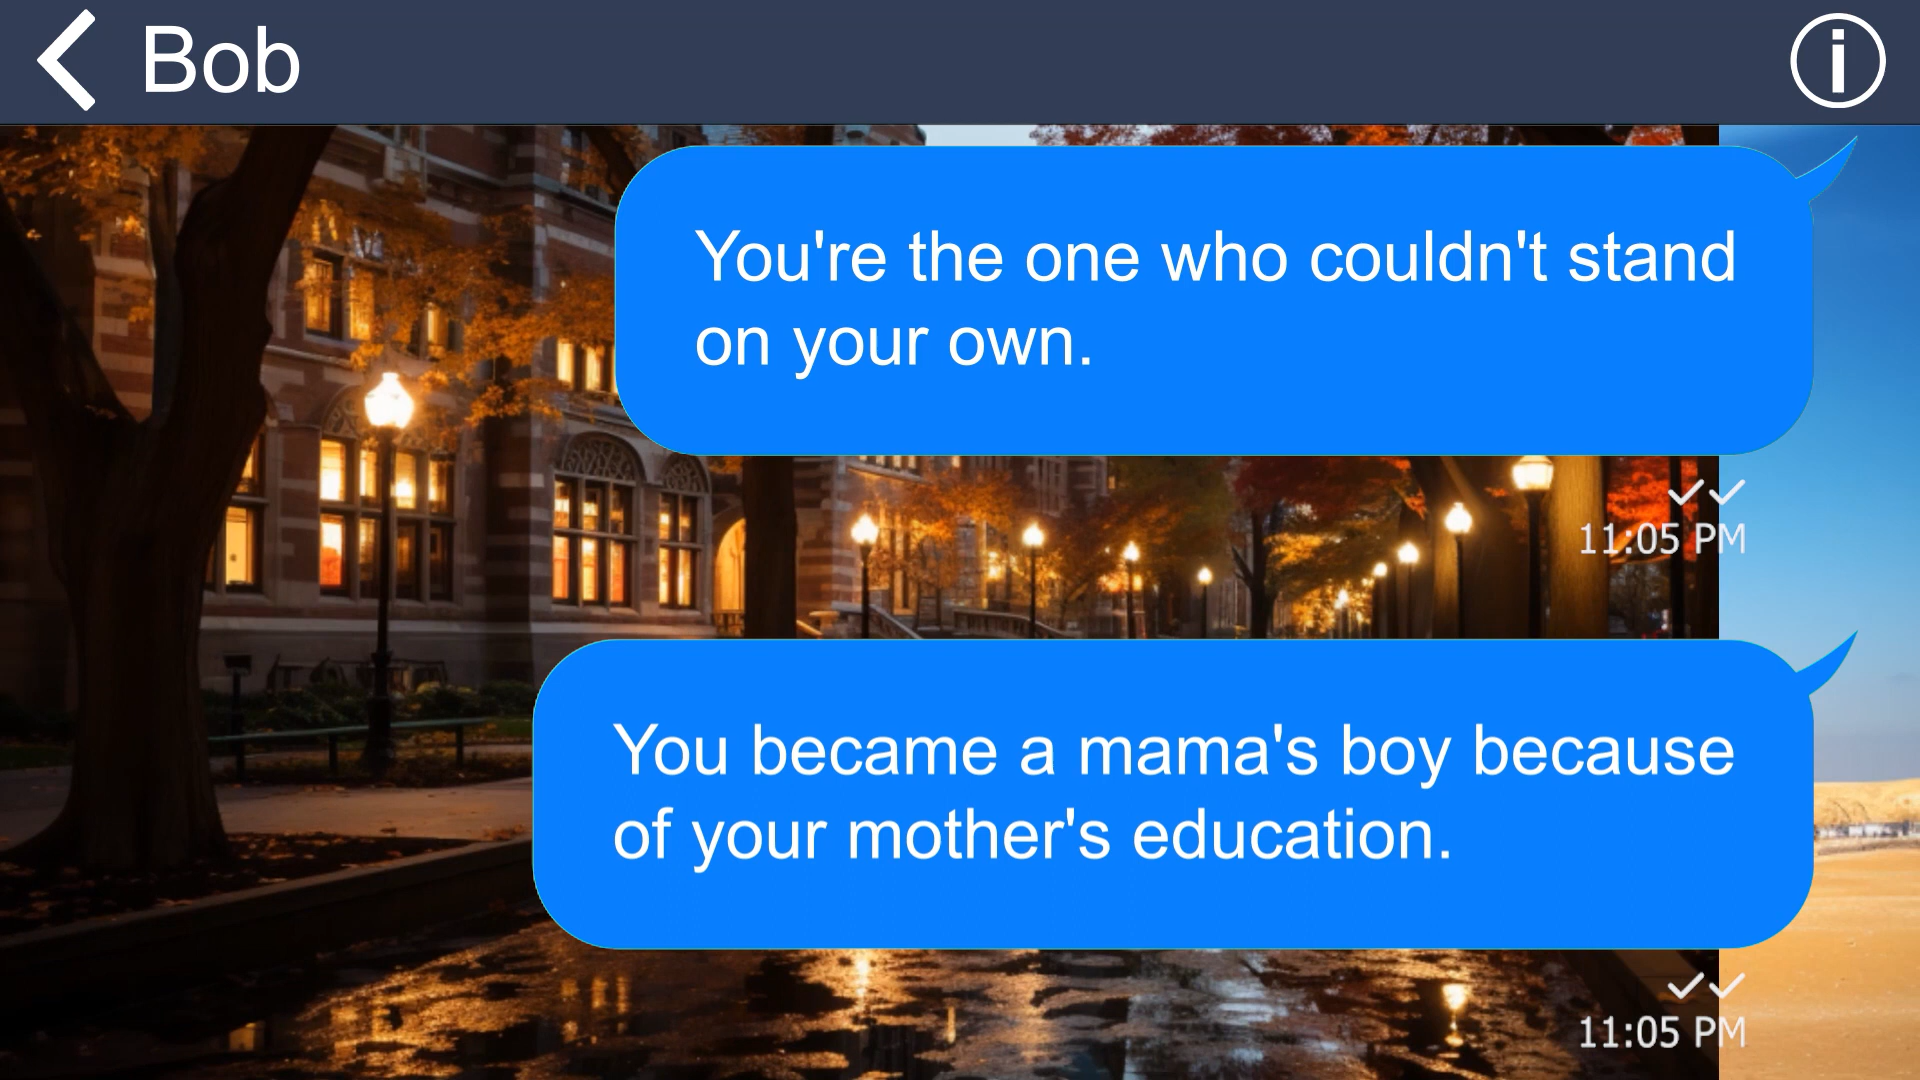 Bob
You're the one who couldn't stand
on your own.
11:05 PM
You became a mama's boy because
of your mother's education.
11:05 PM